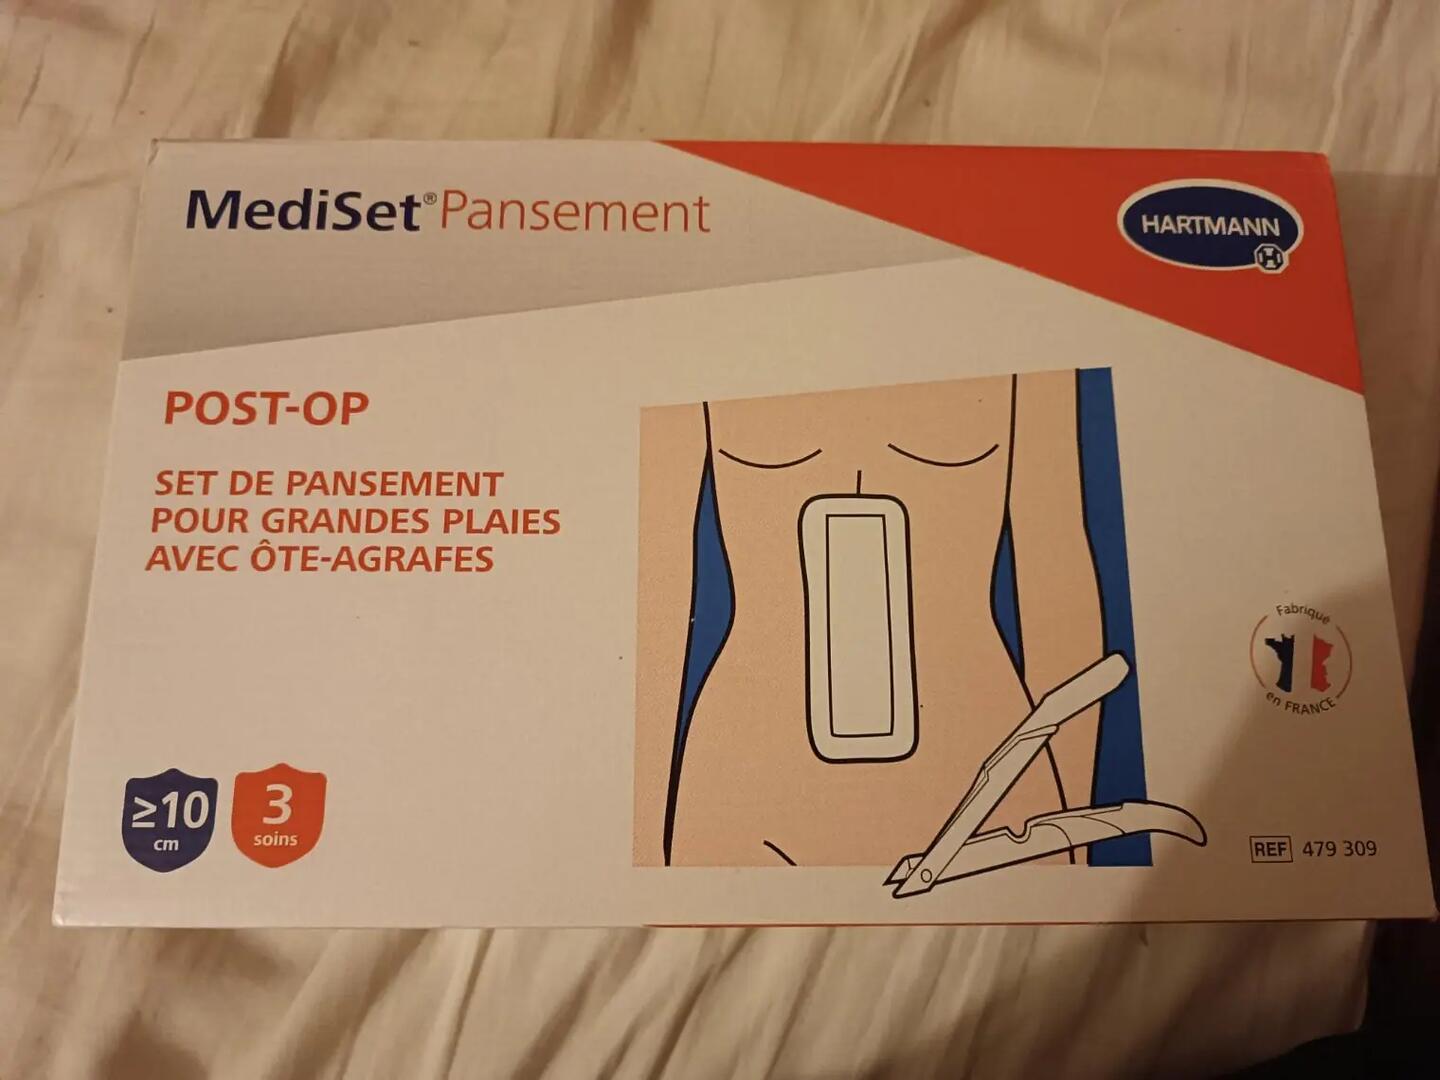 MediSet® Pansement
HARTMANN
POST-OP
SET DE PANSEMENT
POUR GRANDES PLAIES
AVEC ÔTE-AGRAFES
Fabriqué
en FRANCE
≥10
cm
3
soins
REF 479 309